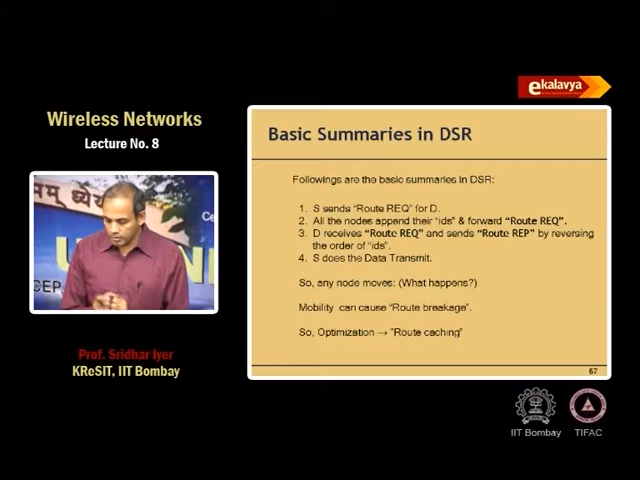 ekalavya
Wireless Networks
Lecture No. 8
Basic Summaries in DSR
Followings are the basic summaries in DSR:
1. S sends "Route REQ" for D.
2. All the nodes append their "ids" & forward "Route REQ".
3. D receives "Route REQ" and sends "Route REP" by reversing
the order of "ids".
4. S does the Data Transmit.
So, any node moves: (What happens?)
Mobility can cause "Route breakage".
So, Optimization → "Route caching"
67
Prof. Sridhar Iyer
KReSIT, IIT Bombay
IIT Bombay
TIFAC